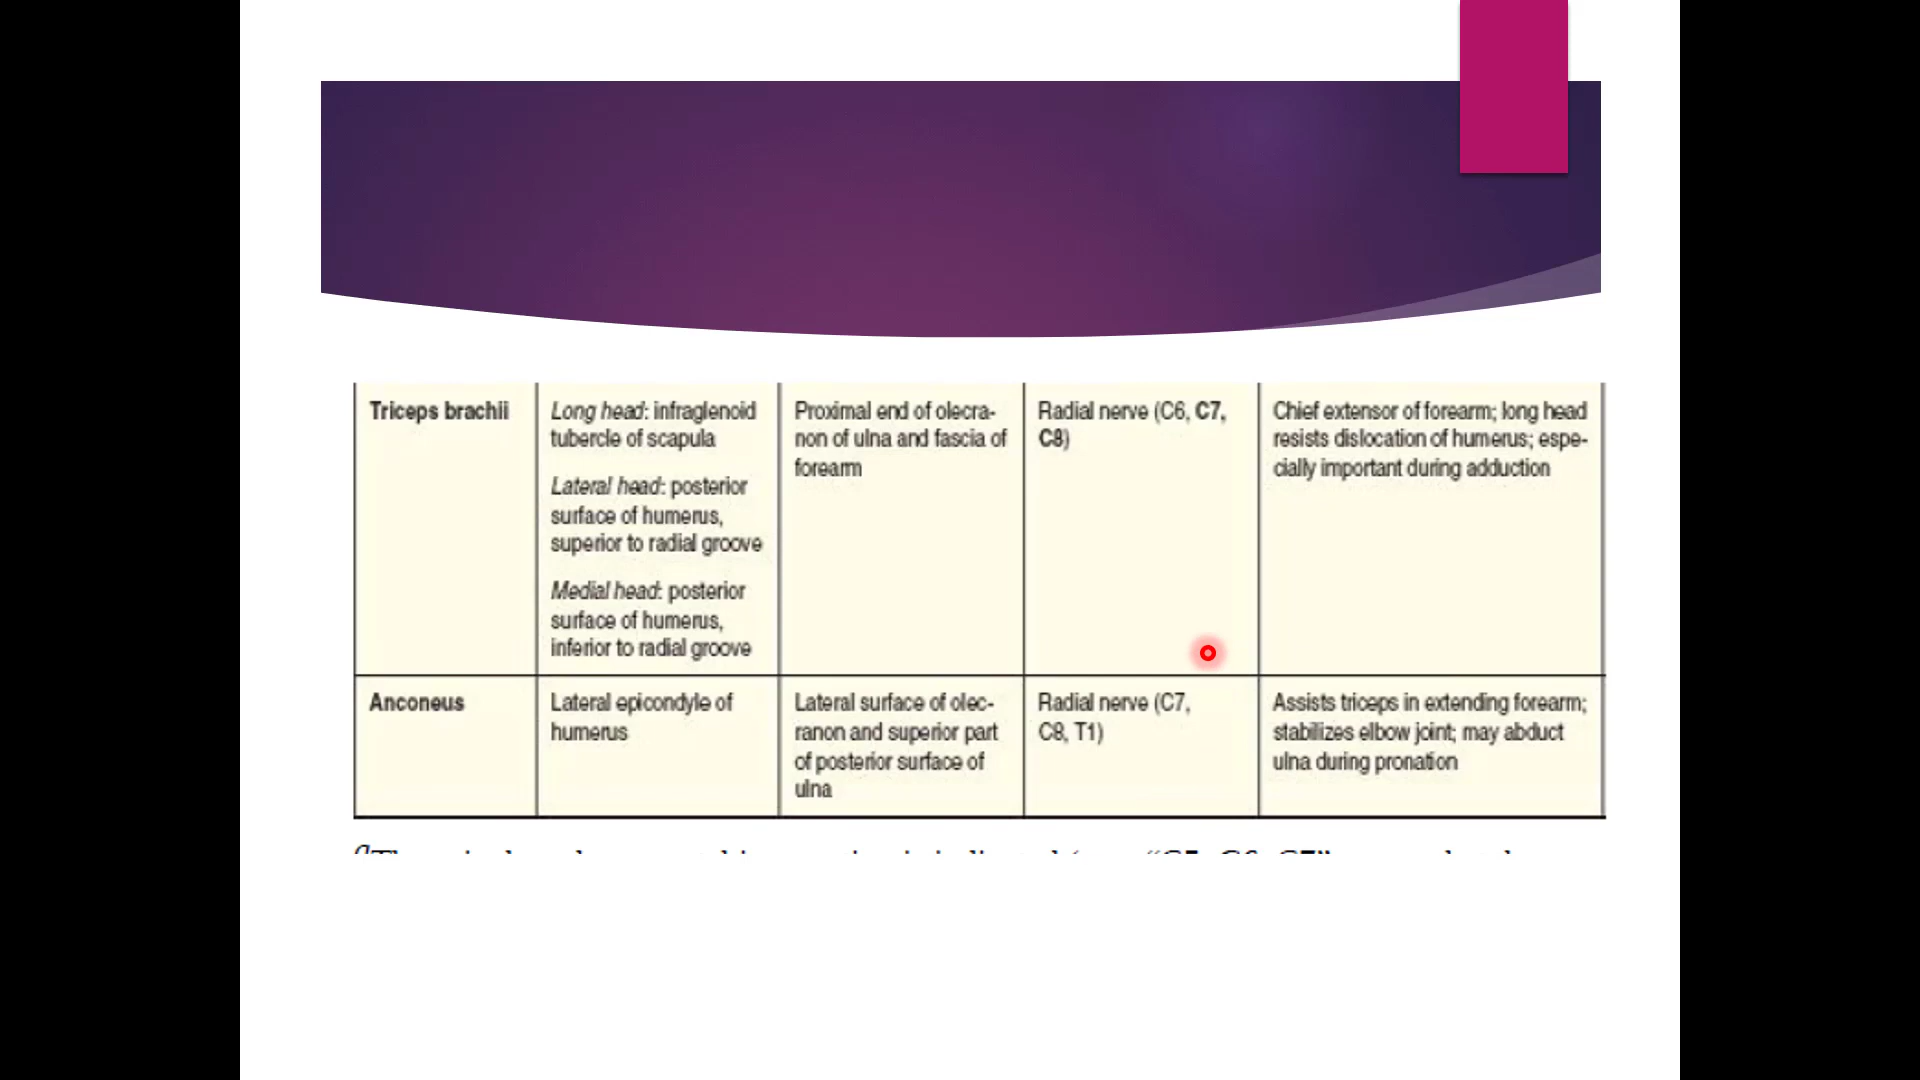 Triceps brachii
Long head: infraglenoid
tubercle of scapula
Lateral head: posterior
surface of humerus,
superior to radial groove
Medial head: posterior
surface of humerus,
inferior to radial groove
Proximal end of olecra-
non of ulna and fascia of
forearm
Radial nerve (C6, C7,
C8)
Chief extensor of forearm; long head
resists dislocation of humerus; espe-
cially important during adduction
Anconeus
Lateral epicondyle of
humerus
Lateral surface of olec-
ranon and superior part
of posterior surface of
ulna
Radial nerve (C7,
C8, T1)
Assists triceps in extending forearm;
stabilizes elbow joint; may abduct
ulna during pronation